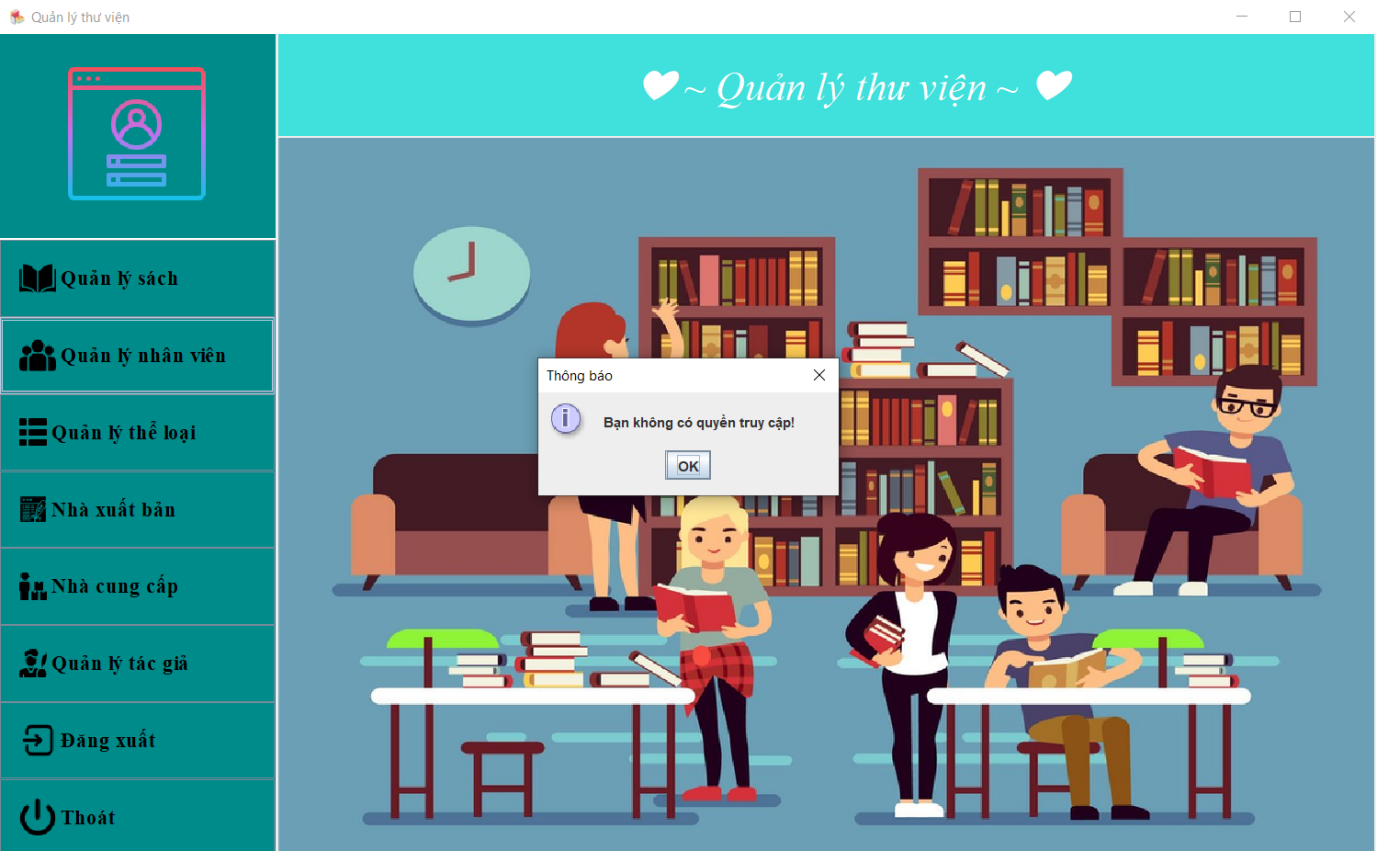 Quản lý thư viện
~ Quản lý thư viện ~
Quản lý sách
Quản lý nhân viên
Quản lý thể loại
Nhà xuất bản
Nhà cung cấp
Quản lý tác giả
Đăng xuất
Thoát
Thông báo
Bạn không có quyền truy cập!
OK